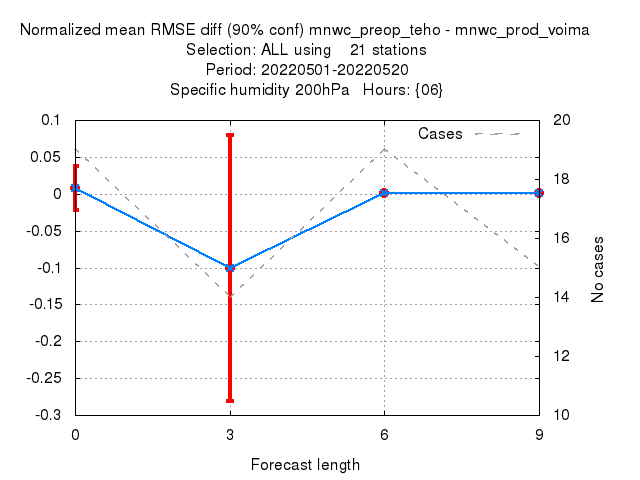 Normalized mean RMSE diff (90% conf) mnwc_preop_teho - mnwc_prod_voima
Selection: ALL using 21 stations
Period: 20220501-20220520
Specific humidity 200hPa Hours: {06}
Cases
0.1
0.05
0
-0.05
-0.1
-0.15
-0.2
-0.25
-0.3
20
18
16
14
12
10
No cases
0 3 6 9
Forecast length